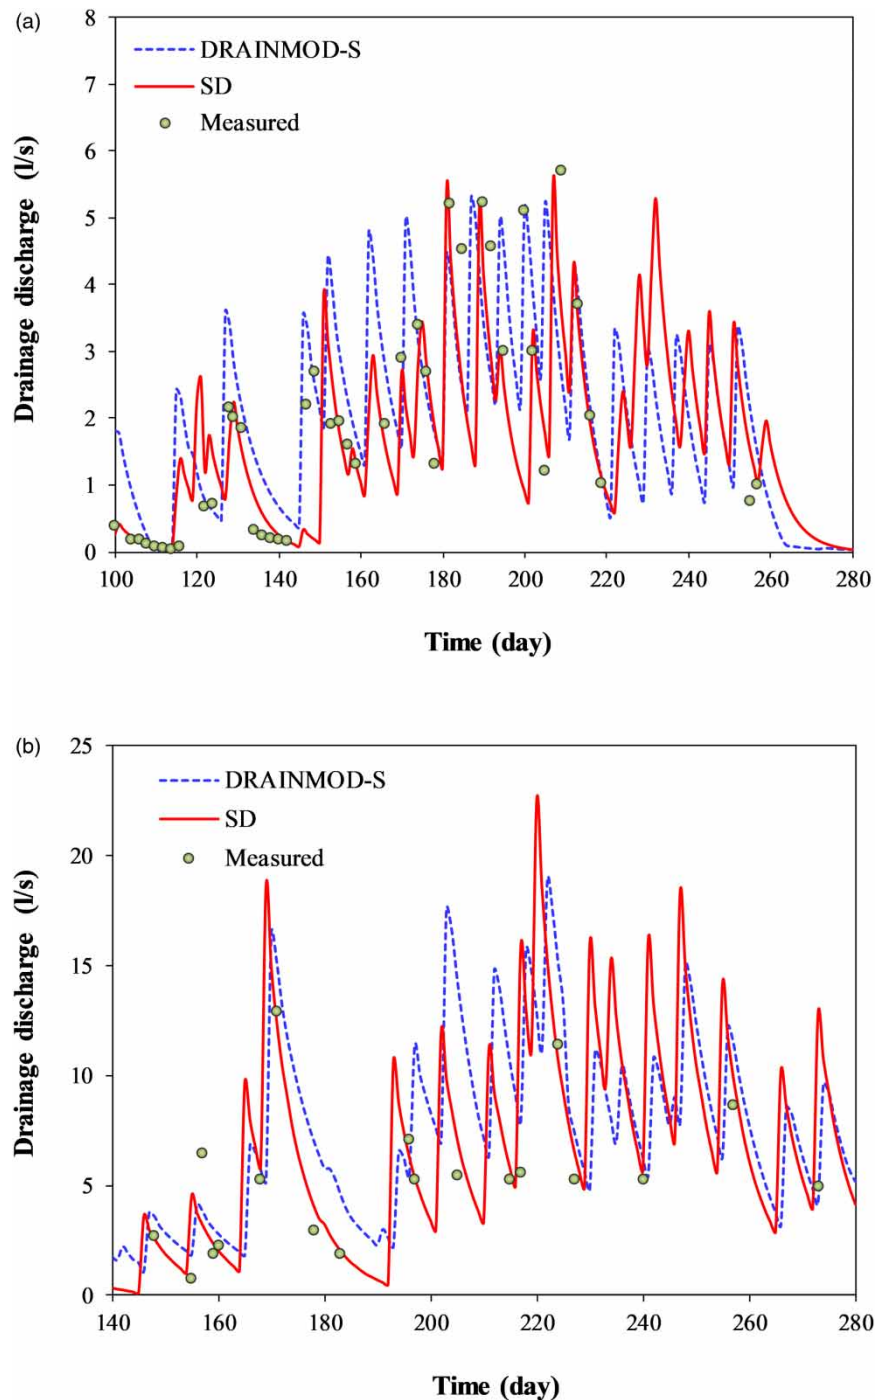 (a)
8
7
6
5
4
3
2
1
0
Drainage discharge (l/s)
DRAINMOD-S
SD
Measured
100 120 140 160 180 200 220 240 260 280
Time (day)
(b)
25
20
15
10
5
0
Drainage discharge (l/s)
DRAINMOD-S
SD
Measured
140 160 180 200 220 240 260 280
Time (day)